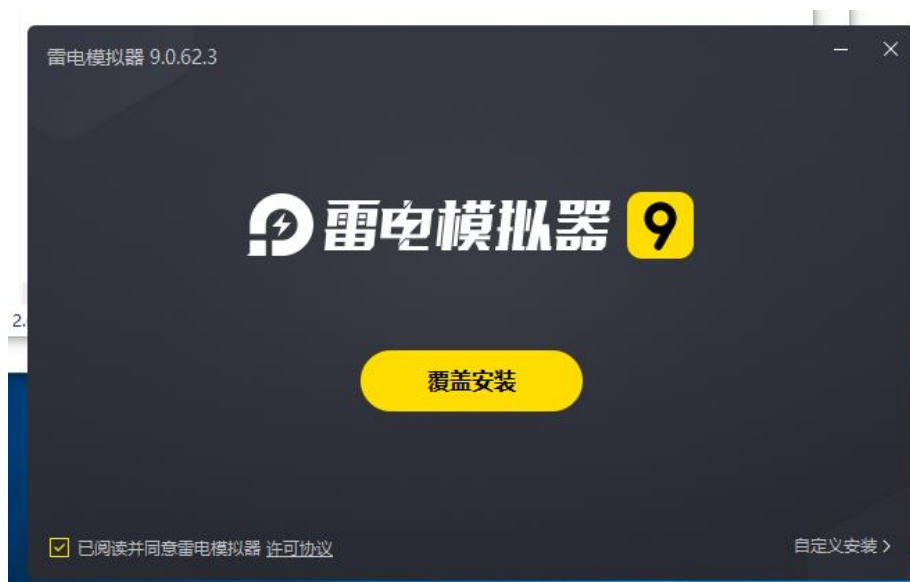 雷电模拟器 9.0.62.3
雷电模拟器 9
2.
覆盖安装
已阅读并同意雷电模拟器 许可协议
自定义安装